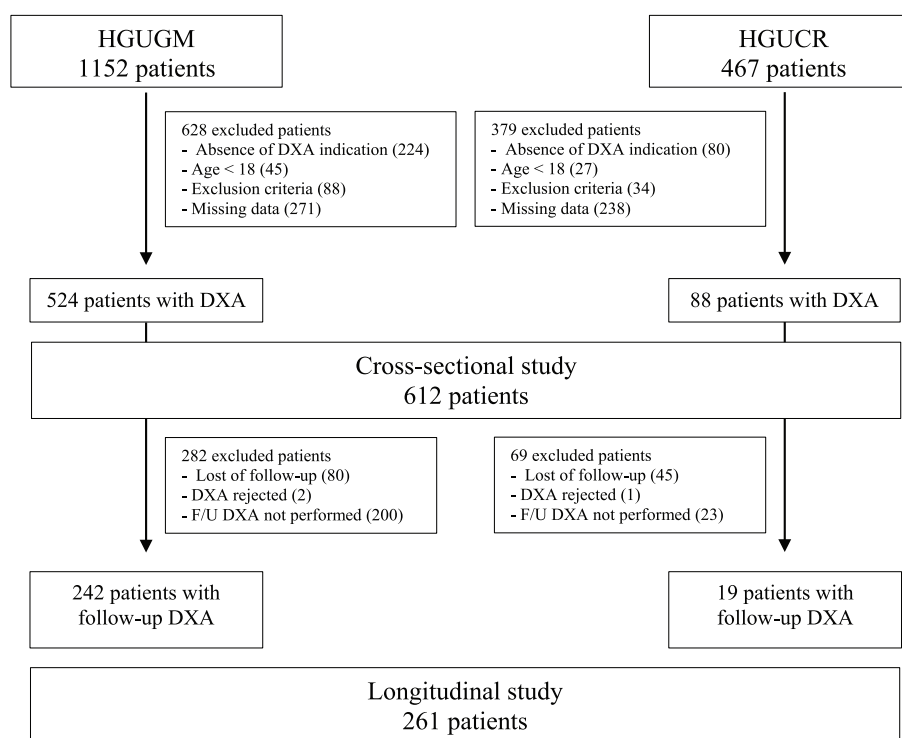 HGUGM
1152 patients
HGUCR
467 patients
628 excluded patients
- Absence of DXA indication (224)
- Age < 18 (45)
- Exclusion criteria (88)
- Missing data (271)
379 excluded patients
- Absence of DXA indication (80)
- Age < 18 (27)
- Exclusion criteria (34)
- Missing data (238)
524 patients with DXA
88 patients with DXA
Cross-sectional study
612 patients
282 excluded patients
- Lost of follow-up (80)
- DXA rejected (2)
- F/U DXA not performed (200)
69 excluded patients
- Lost of follow-up (45)
- DXA rejected (1)
- F/U DXA not performed (23)
242 patients with
follow-up DXA
19 patients with
follow-up DXA
Longitudinal study
261 patients